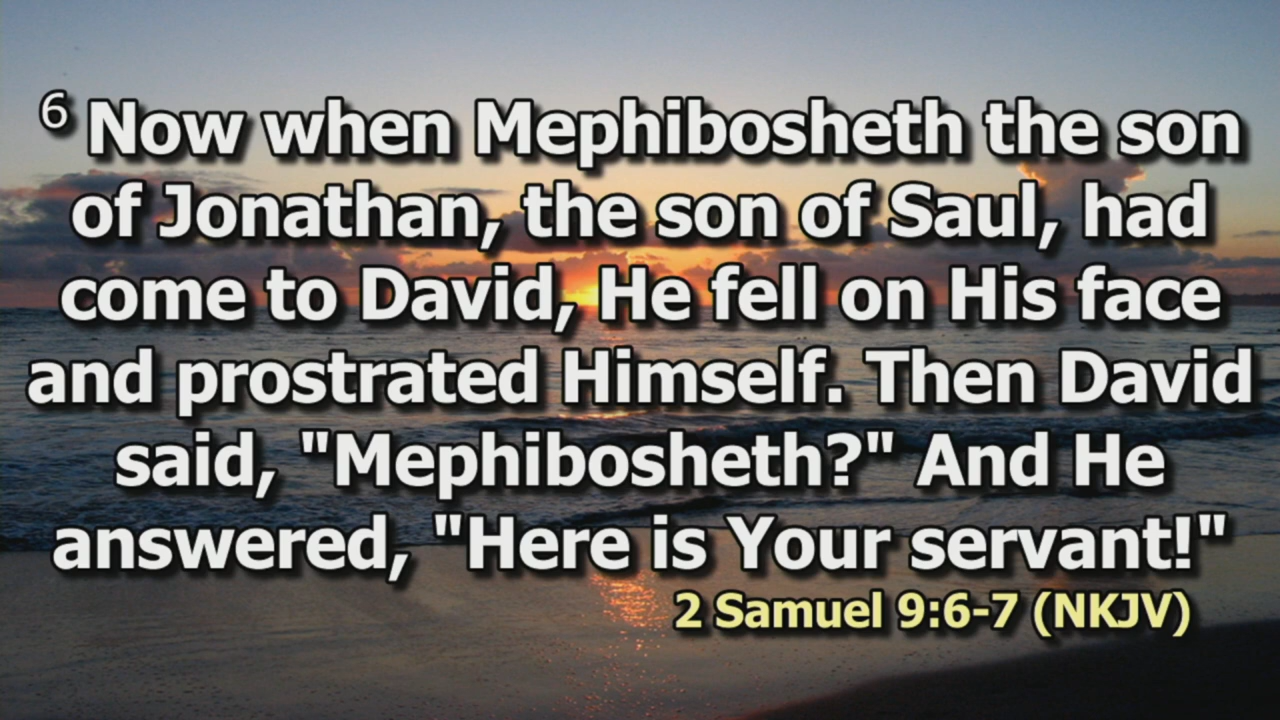 6 Now when Mephibosheth the son
of Jonathan, the son of Saul, had
come to David, He fell on His face
and prostrated Himself. Then David
said, "Mephibosheth?" And He
answered, "Here is Your servant!"
2 Samuel 9:6-7 (NKJV)